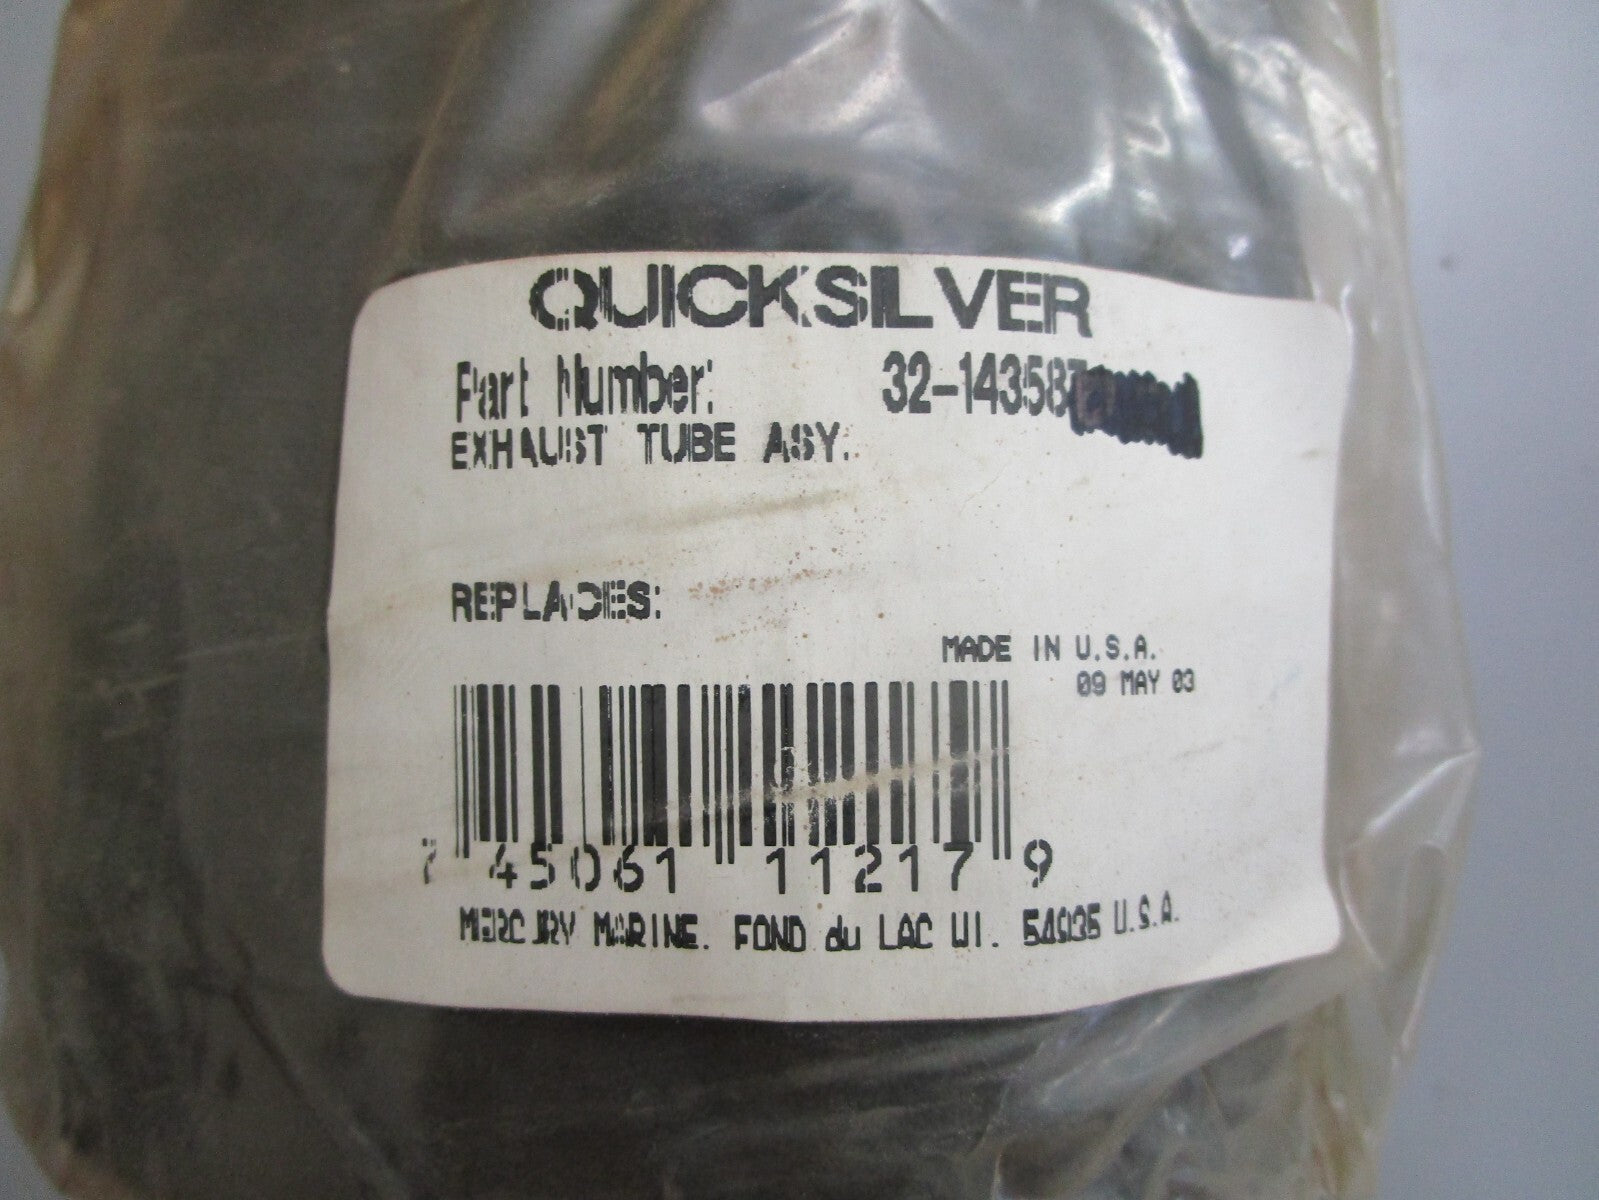 QUICKSILVER
Part Number: 32-143587
EXHAUST TUBE ASY.
REPLACES:
MADE IN U.S.A.
09 MAY 03
7 45061 11217 9
MERCURY MARINE. FOND du LAC WI. 54935 U.S.A.